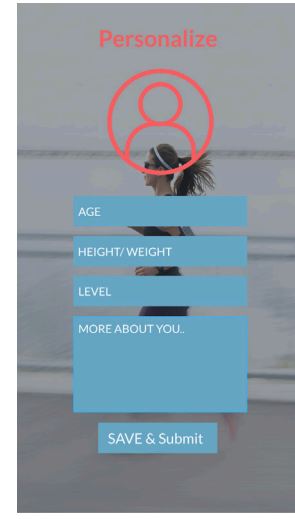 Personalize
AGE
HEIGHT/ WEIGHT
LEVEL
MORE ABOUT YOU..
SAVE & Submit